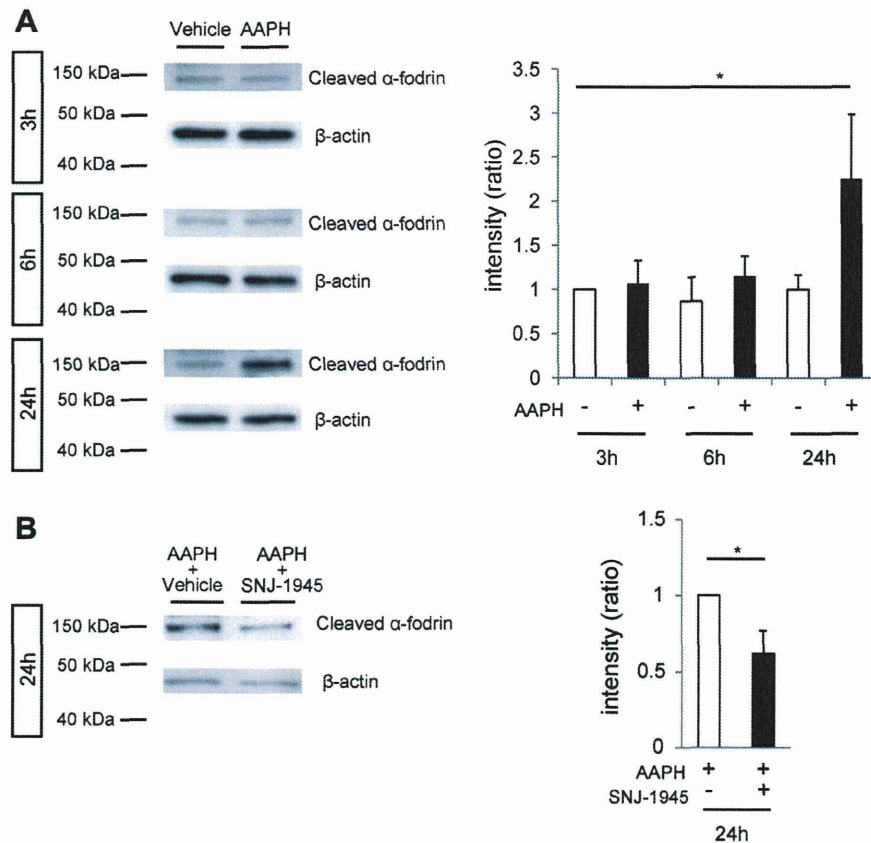 A
Vehicle AAPH
3h
150 kDa
Cleaved α-fodrin
50 kDa
β-actin
40 kDa
6h
150 kDa
Cleaved α-fodrin
50 kDa
β-actin
40 kDa
24h
150 kDa
Cleaved α-fodrin
50 kDa
β-actin
40 kDa
intensity (ratio)
3.5
3
2.5
2
1.5
1
0.5
0
*
AAPH - + - + - +
3h 6h 24h
B
AAPH + Vehicle
AAPH + SNJ-1945
24h
150 kDa
Cleaved α-fodrin
50 kDa
β-actin
40 kDa
intensity (ratio)
1.5
1
0.5
0
*
AAPH + +
SNJ-1945 - +
24h